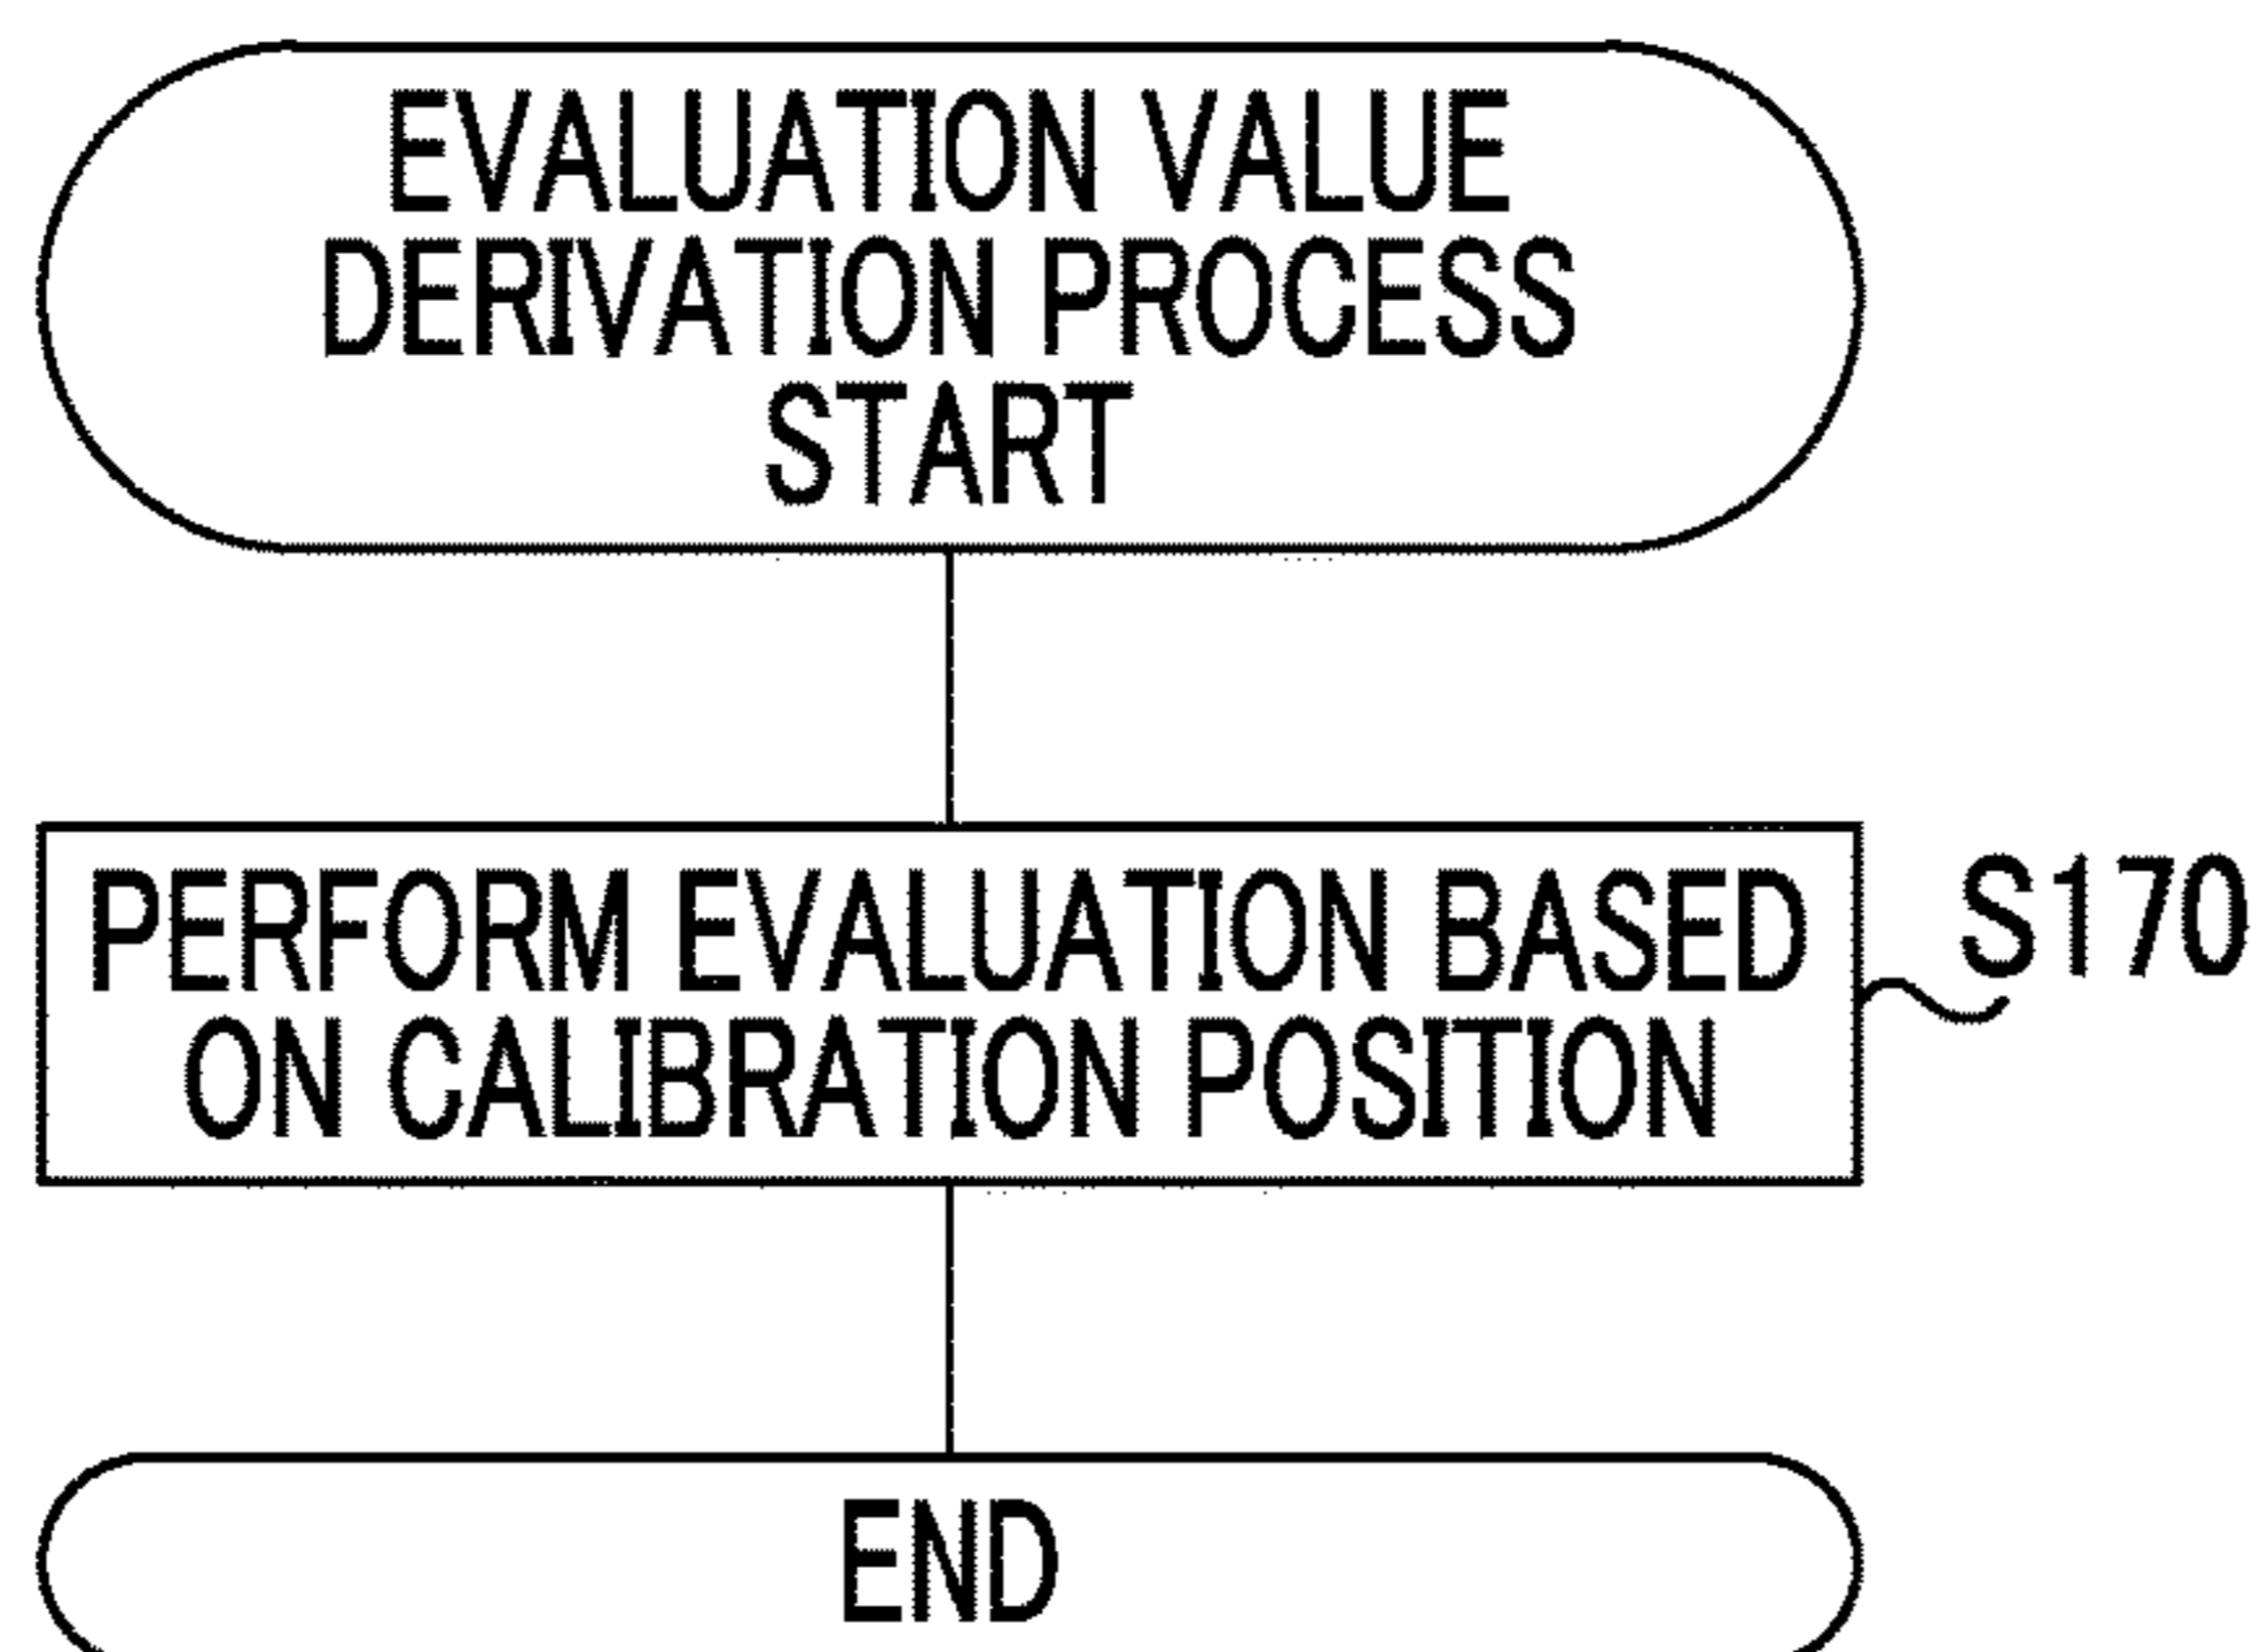 EVALUATION VALUE
DERIVATION PROCESS
START
PERFORM EVALUATION BASED
ON CALIBRATION POSITION
S170
END